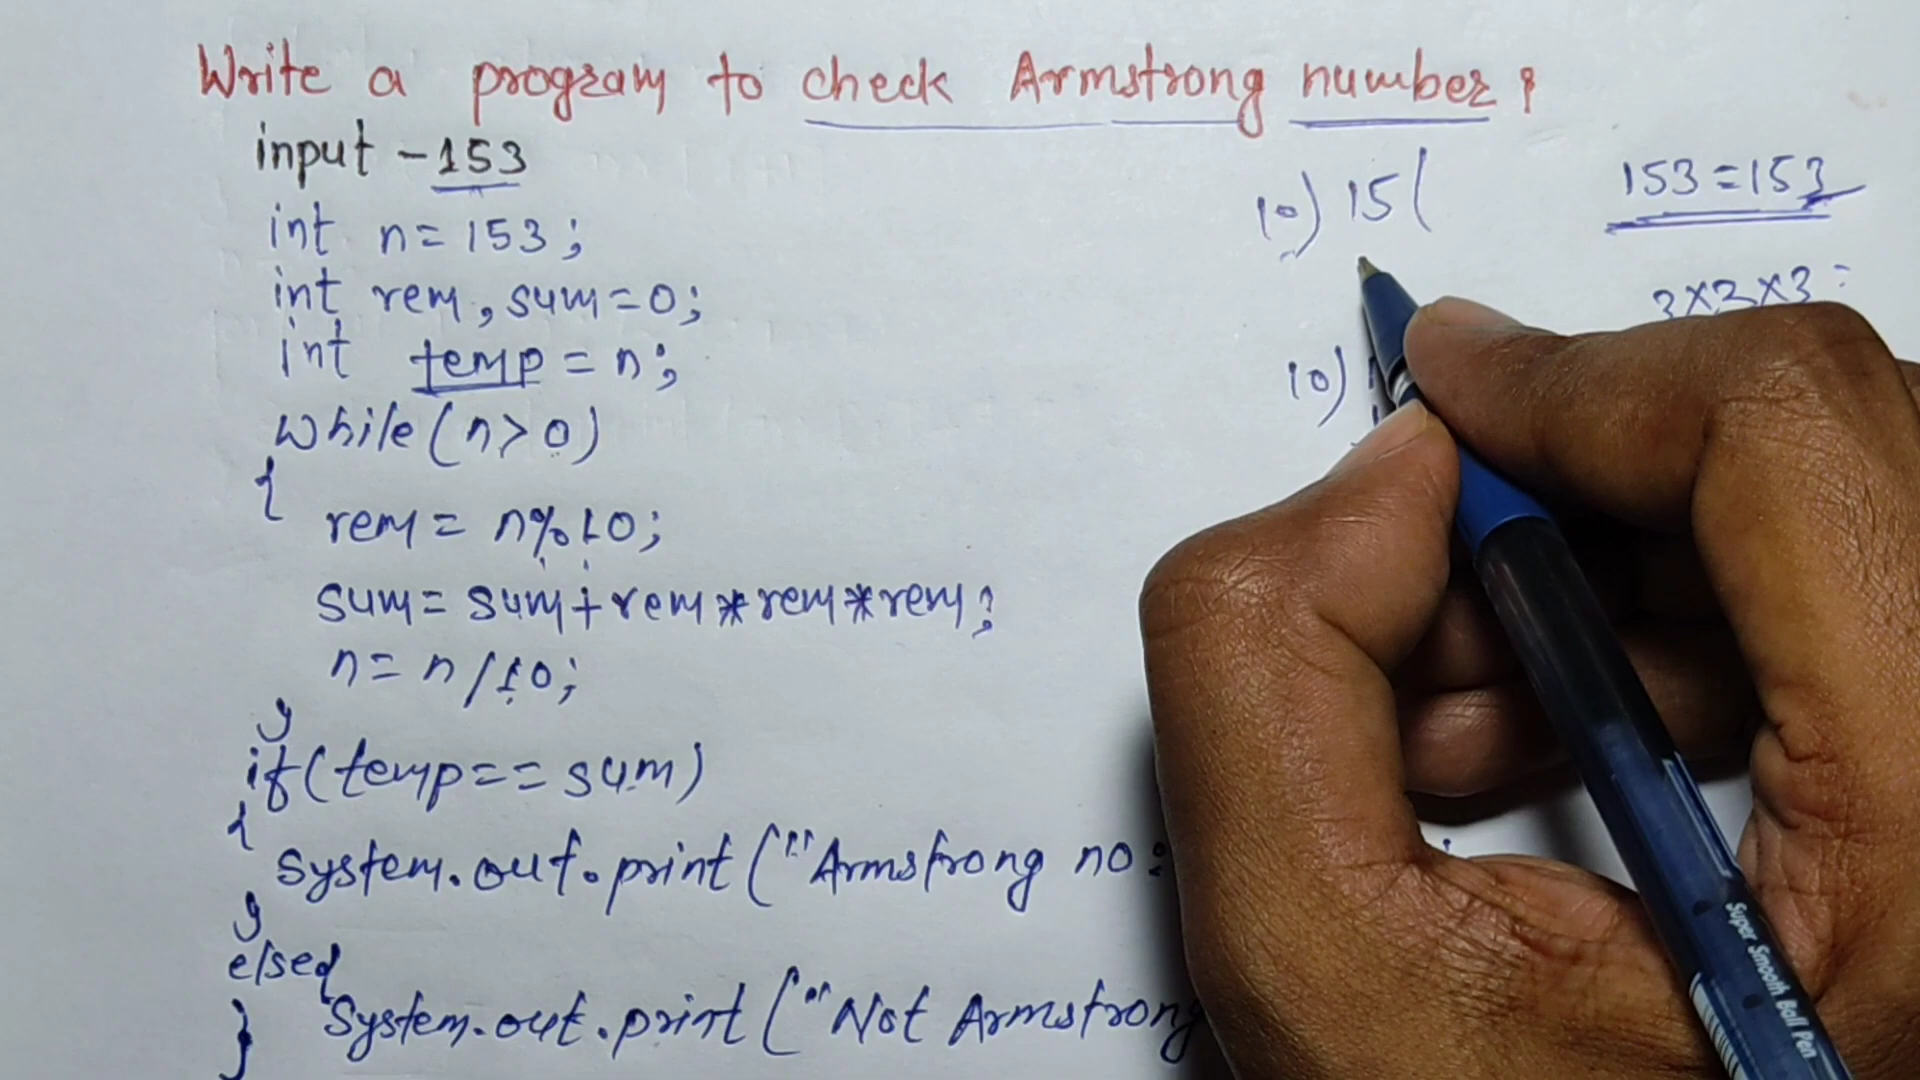 Write a program to check Armstrong number:
input - 153
int n = 153;
int rem, sum = 0;
int temp = n;
while (n > 0)
{
rem = n%10;
sum = sum + rem * rem * rem;
n = n / 10;
}
if (temp == sum)
{
System.out.print ("Armstrong no:
}
else{
System.out.print ("Not Armstrong
}
10) 15 (
10)
153 = 153
3×3×3 =
Super Smooth Ball Pen